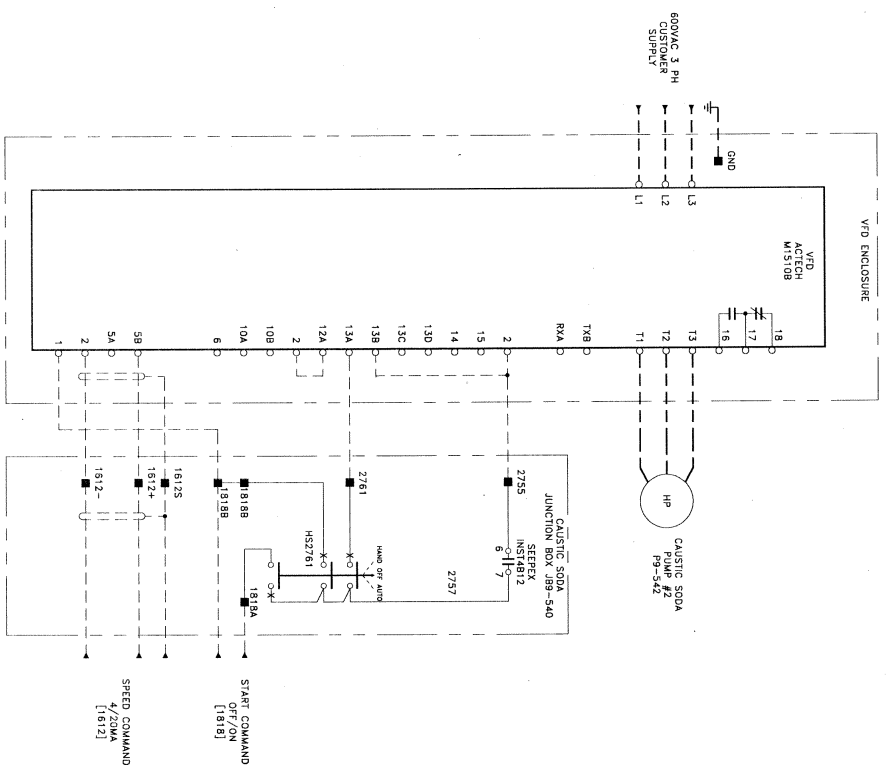 600VAC 3 PH
CUSTOMER
SUPPLY
GND
L1
L2
L3
VFD ENCLOSURE
VFD
ACTECH
M1510B
1
2
5A
5B
6
10A
10B
2
12A
13A
13B
13C
13D
14
15
2
RXA
TXB
T1
T2
T3
16
17
18
1612-
1612+
1612S
1818B
1818B
2761
2755
HP
CAUSTIC SODA
PUMP #2
P9-542
CAUSTIC SODA
JUNCTION BOX JB9-540
SEEPEX
INST4B12
6
7
HS2761
X
X
X
HAND OFF AUTO
2757
1818A
START COMMAND
OFF/ON
[1818]
SPEED COMMAND
4/20MA
[1612]